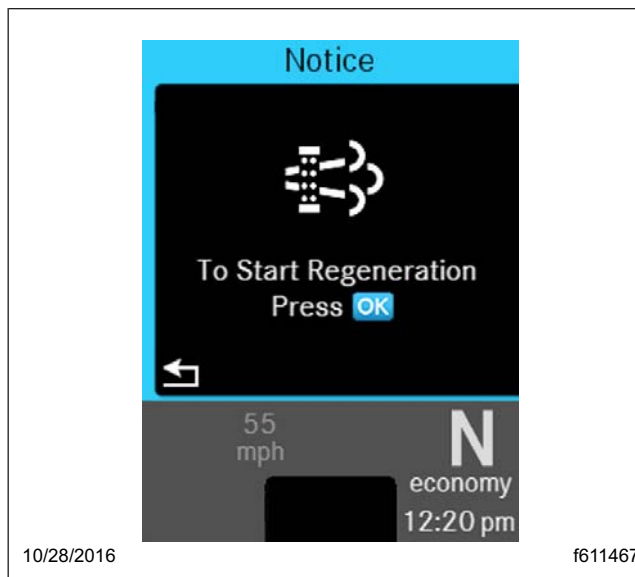 Notice
To Start Regeneration
Press OK
55
mph
N
economy
12:20 pm
10/28/2016
f611467